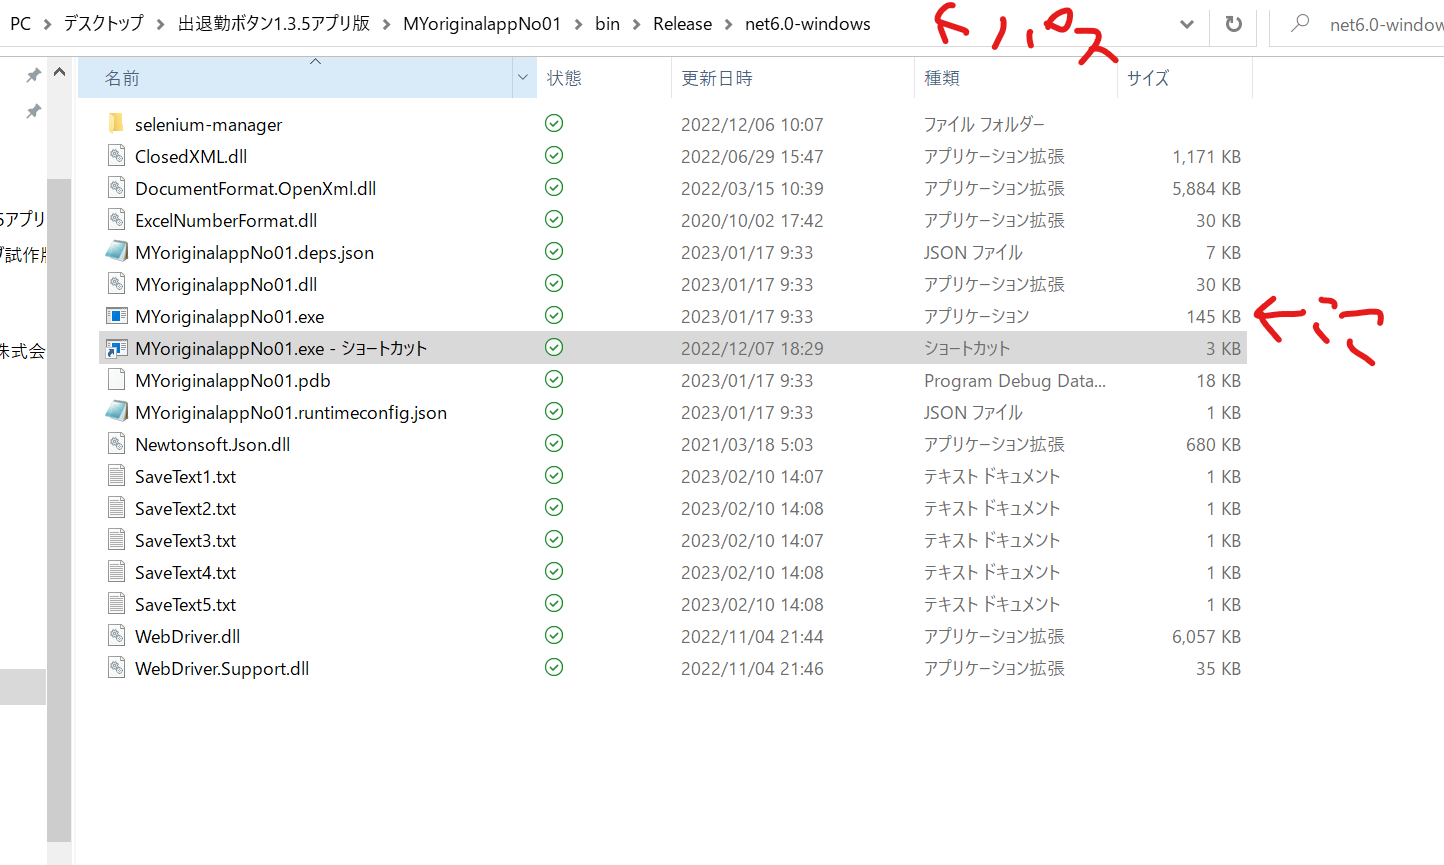 PC > デスクトップ > 出退勤ボタン1.3.5アプリ版 > MYoriginalappNo01 > bin > Release > net6.0-windows ← パス net6.0-window
名前 状態 更新日時 種類 サイズ
selenium-manager 2022/12/06 10:07 ファイル フォルダー
ClosedXML.dll 2022/06/29 15:47 アプリケーション拡張 1,171 KB
DocumentFormat.OpenXml.dll 2022/03/15 10:39 アプリケーション拡張 5,884 KB
5アプリ ExcelNumberFormat.dll 2020/10/02 17:42 アプリケーション拡張 30 KB
試作版 MYoriginalappNo01.deps.json 2023/01/17 9:33 JSON ファイル 7 KB
MYoriginalappNo01.dll 2023/01/17 9:33 アプリケーション拡張 30 KB
MYoriginalappNo01.exe 2023/01/17 9:33 アプリケーション 145 KB ← ここ
株式会 MYoriginalappNo01.exe - ショートカット 2022/12/07 18:29 ショートカット 3 KB
MYoriginalappNo01.pdb 2023/01/17 9:33 Program Debug Data... 18 KB
MYoriginalappNo01.runtimeconfig.json 2023/01/17 9:33 JSON ファイル 1 KB
Newtonsoft.Json.dll 2021/03/18 5:03 アプリケーション拡張 680 KB
SaveText1.txt 2023/02/10 14:07 テキスト ドキュメント 1 KB
SaveText2.txt 2023/02/10 14:08 テキスト ドキュメント 1 KB
SaveText3.txt 2023/02/10 14:07 テキスト ドキュメント 1 KB
SaveText4.txt 2023/02/10 14:08 テキスト ドキュメント 1 KB
SaveText5.txt 2023/02/10 14:08 テキスト ドキュメント 1 KB
WebDriver.dll 2022/11/04 21:44 アプリケーション拡張 6,057 KB
WebDriver.Support.dll 2022/11/04 21:46 アプリケーション拡張 35 KB